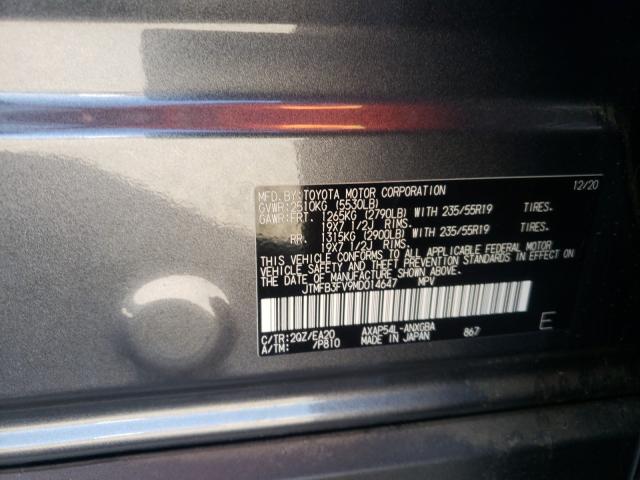 MFD.BY:TOYOTA MOTOR CORPORATION 12/20
GVWR:2510KG (5530LB)
GAWR:FRT. 1265KG (2790LB) WITH 235/55R19 TIRES.
19X7 1/2J RIMS.
RR. 1315KG (2900LB) WITH 235/55R19 TIRES.
19X7 1/2J RIMS.
THIS VEHICLE CONFORMS TO ALL APPLICABLE FEDERAL MOTOR
VEHICLE SAFETY AND THEFT PREVENTION STANDARDS IN EFFECT ON
THE DATE OF MANUFACTURE SHOWN ABOVE.
JTMFB3FV9MD014647 MPV
C/TR:2QZ/EA20 AXAP54L-ANXGBA E
A/TM: /P810 MADE IN JAPAN 867